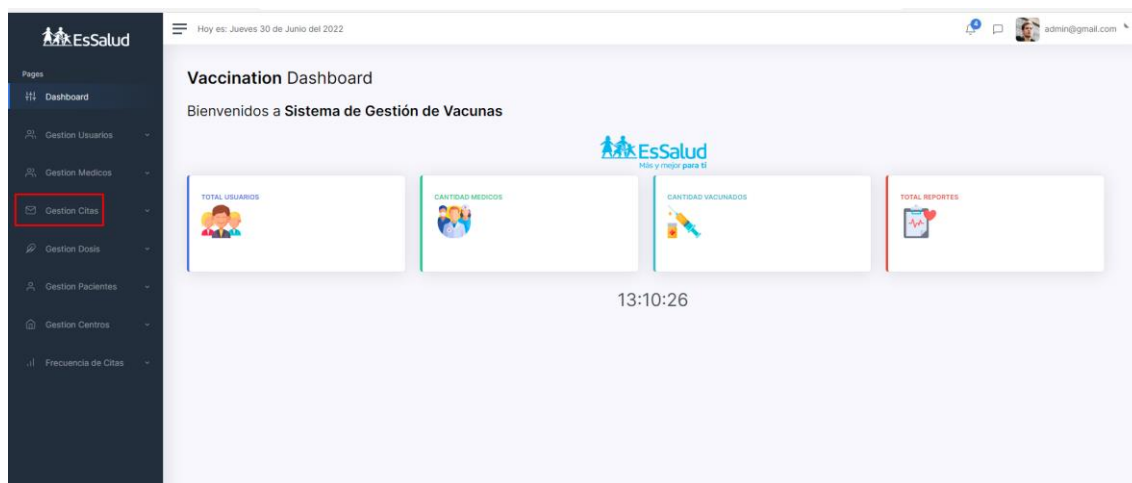 EsSalud
Hoy es: Jueves 30 de Junio del 2022
4
admin@gmail.com
Pages
Dashboard
Gestion Usuarios
Gestion Medicos
Gestion Citas
Gestion Dosis
Gestion Pacientes
Gestion Centros
Frecuencia de Citas
Vaccination Dashboard
Bienvenidos a Sistema de Gestión de Vacunas
EsSalud
Más y mejor para ti
TOTAL USUARIOS
CANTIDAD MEDICOS
CANTIDAD VACUNADOS
TOTAL REPORTES
13:10:26